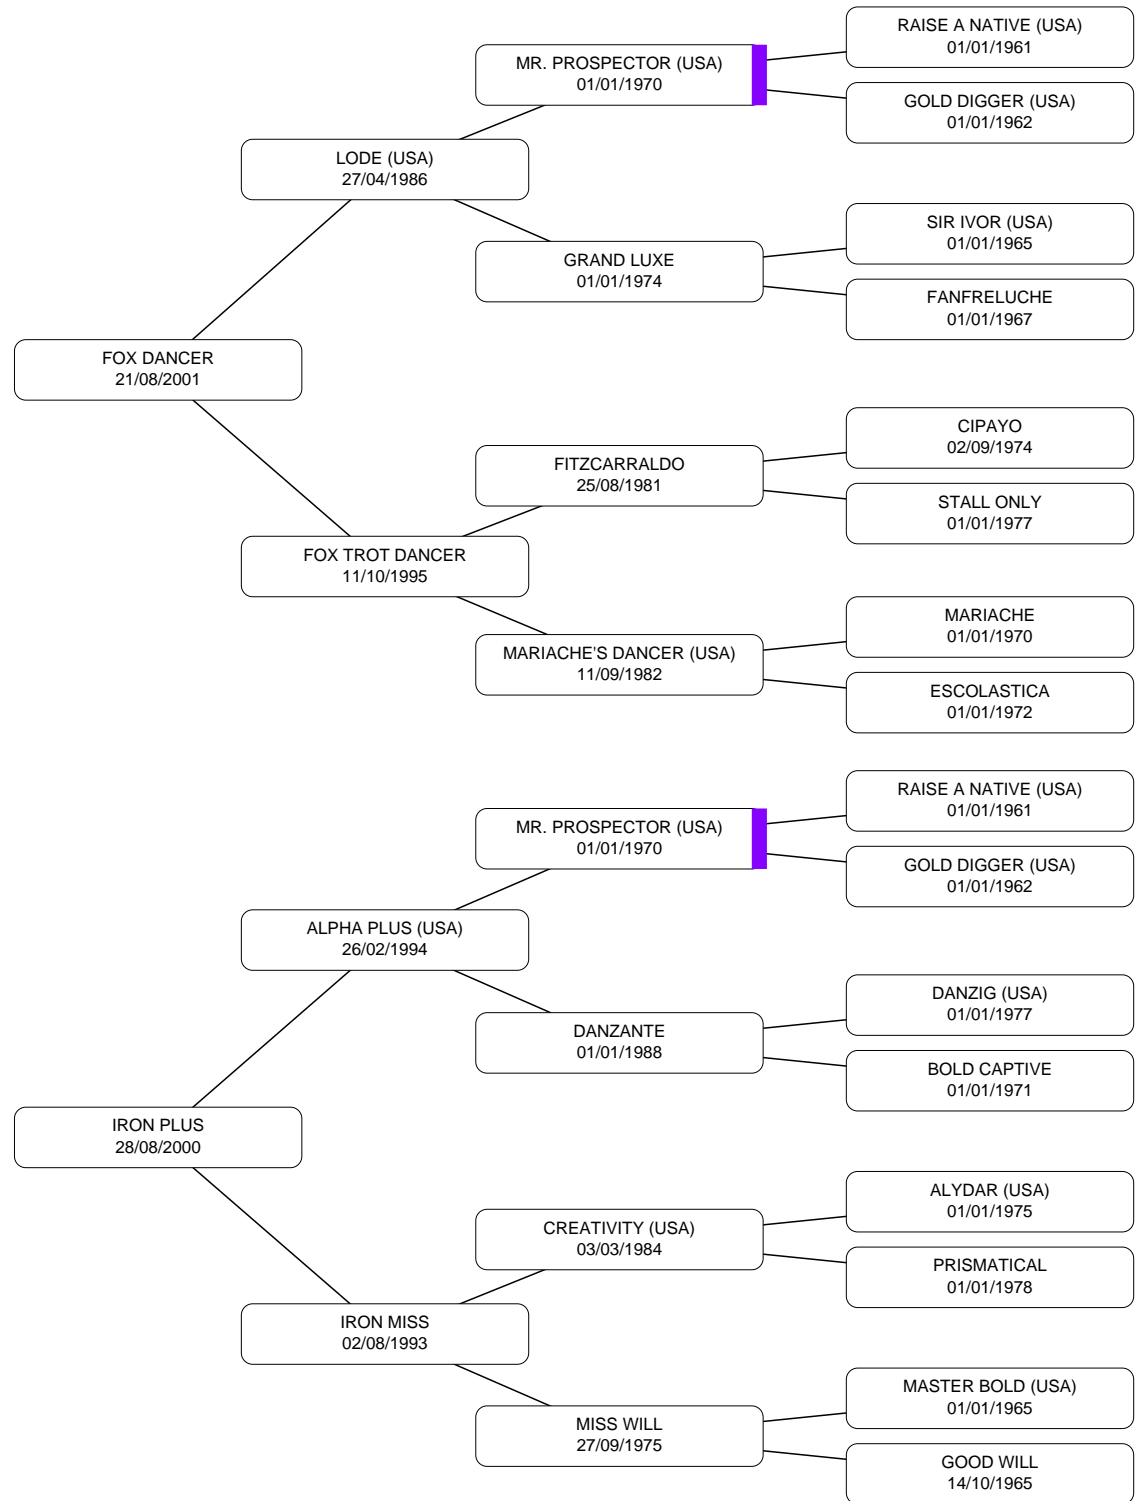 RAISE A NATIVE (USA)
01/01/1961
MR. PROSPECTOR (USA)
01/01/1970
GOLD DIGGER (USA)
01/01/1962
LODE (USA)
27/04/1986
SIR IVOR (USA)
01/01/1965
GRAND LUXE
01/01/1974
FANFRELUCHE
01/01/1967
FOX DANCER
21/08/2001
CIPAYO
02/09/1974
FITZCARRALDO
25/08/1981
STALL ONLY
01/01/1977
FOX TROT DANCER
11/10/1995
MARIACHE
01/01/1970
MARIACHE'S DANCER (USA)
11/09/1982
ESCOLASTICA
01/01/1972
RAISE A NATIVE (USA)
01/01/1961
MR. PROSPECTOR (USA)
01/01/1970
GOLD DIGGER (USA)
01/01/1962
ALPHA PLUS (USA)
26/02/1994
DANZIG (USA)
01/01/1977
DANZANTE
01/01/1988
BOLD CAPTIVE
01/01/1971
IRON PLUS
28/08/2000
ALYDAR (USA)
01/01/1975
CREATIVITY (USA)
03/03/1984
PRISMATICAL
01/01/1978
IRON MISS
02/08/1993
MASTER BOLD (USA)
01/01/1965
MISS WILL
27/09/1975
GOOD WILL
14/10/1965